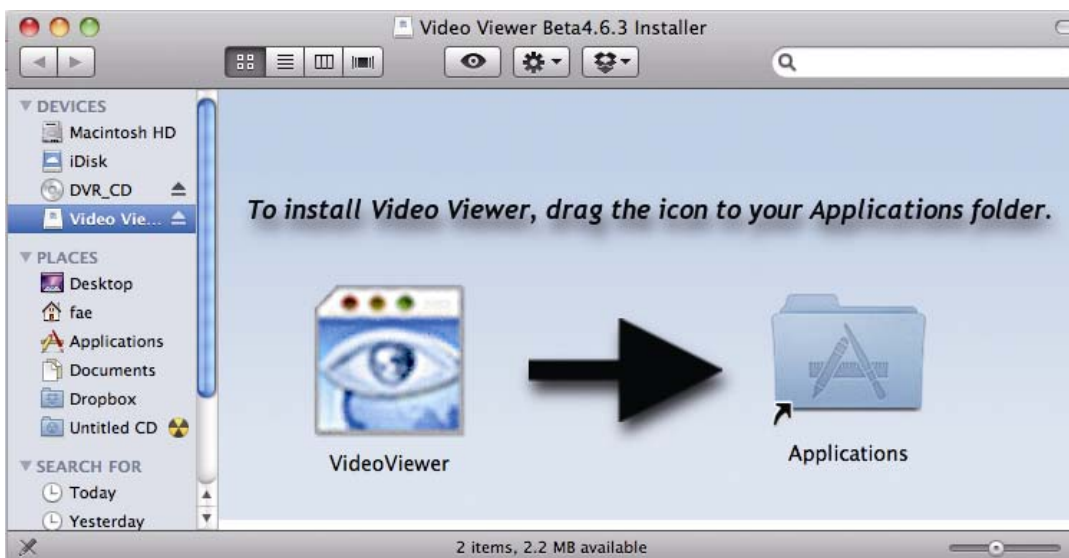 Video Viewer Beta4.6.3 Installer
DEVICES
Macintosh HD
iDisk
DVR_CD
Video Vie...
PLACES
Desktop
fae
Applications
Documents
Dropbox
Untitled CD
SEARCH FOR
Today
Yesterday
To install Video Viewer, drag the icon to your Applications folder.
VideoViewer
Applications
2 items, 2.2 MB available